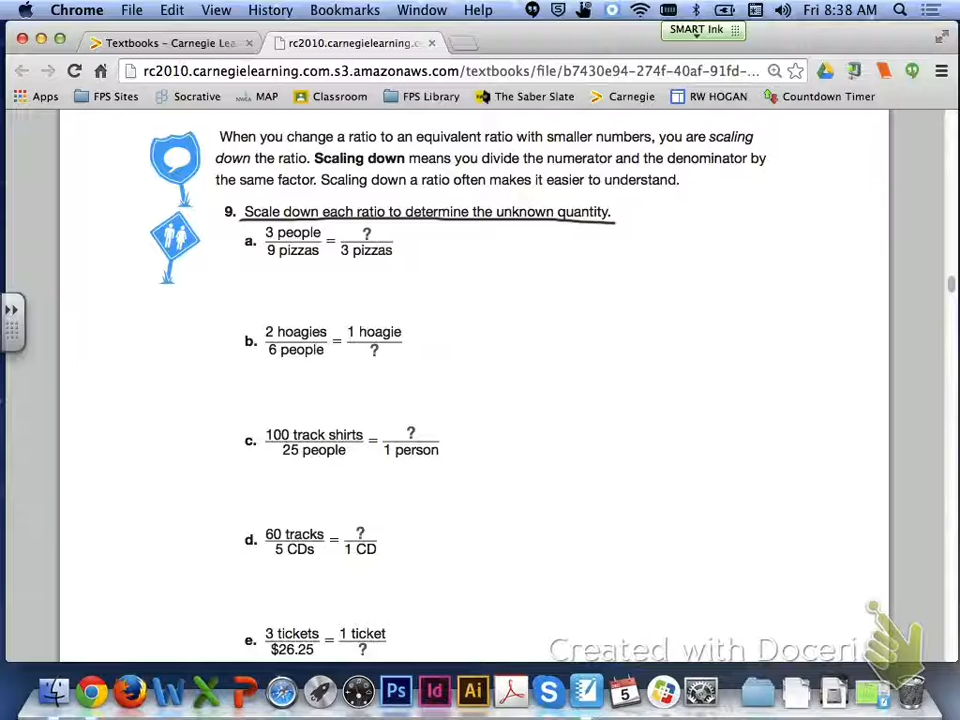 Chrome File Edit View History Bookmarks Window Help Fri 8:38 AM
SMART Ink
Textbooks – Carnegie Lea
rc2010.carnegielearning.c
rc2010.carnegielearning.com.s3.amazonaws.com/textbooks/file/b7430e94-274f-40af-91fd-...
Apps FPS Sites Socrative MAP Classroom FPS Library The Saber Slate Carnegie RW HOGAN Countdown Timer
When you change a ratio to an equivalent ratio with smaller numbers, you are scaling
down the ratio. Scaling down means you divide the numerator and the denominator by
the same factor. Scaling down a ratio often makes it easier to understand.
9. Scale down each ratio to determine the unknown quantity.
3 people ?
a. =
9 pizzas 3 pizzas
2 hoagies 1 hoagie
b. =
6 people ?
100 track shirts ?
c. =
25 people 1 person
60 tracks ?
d. =
5 CDs 1 CD
3 tickets 1 ticket
e. =
$26.25 ?
Created with Doceri
Ps Id Ai 5